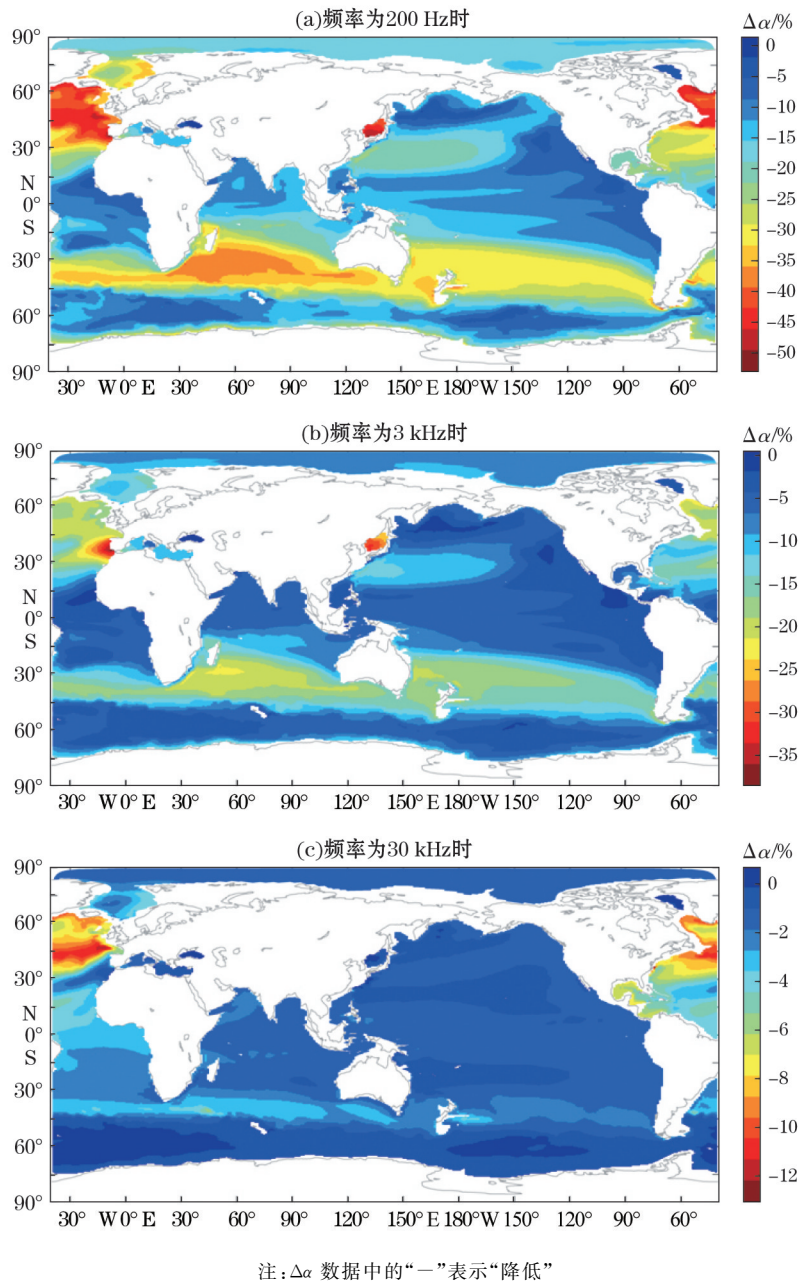 (a)频率为200 Hz时
Δα/%
90° 60° 30° N 0° S 30° 60° 90°
0 −5 −10 −15 −20 −25 −30 −35 −40 −45 −50
30° W 0° E 30° 60° 90° 120° 150° E 180° W 150° 120° 90° 60°
(b)频率为3 kHz时
Δα/%
90° 60° 30° N 0° S 30° 60° 90°
0 −5 −10 −15 −20 −25 −30 −35
30° W 0° E 30° 60° 90° 120° 150° E 180° W 150° 120° 90° 60°
(c)频率为30 kHz时
Δα/%
90° 60° 30° N 0° S 30° 60° 90°
0 −2 −4 −6 −8 −10 −12
30° W 0° E 30° 60° 90° 120° 150° E 180° W 150° 120° 90° 60°
注:Δα 数据中的“−”表示“降低”